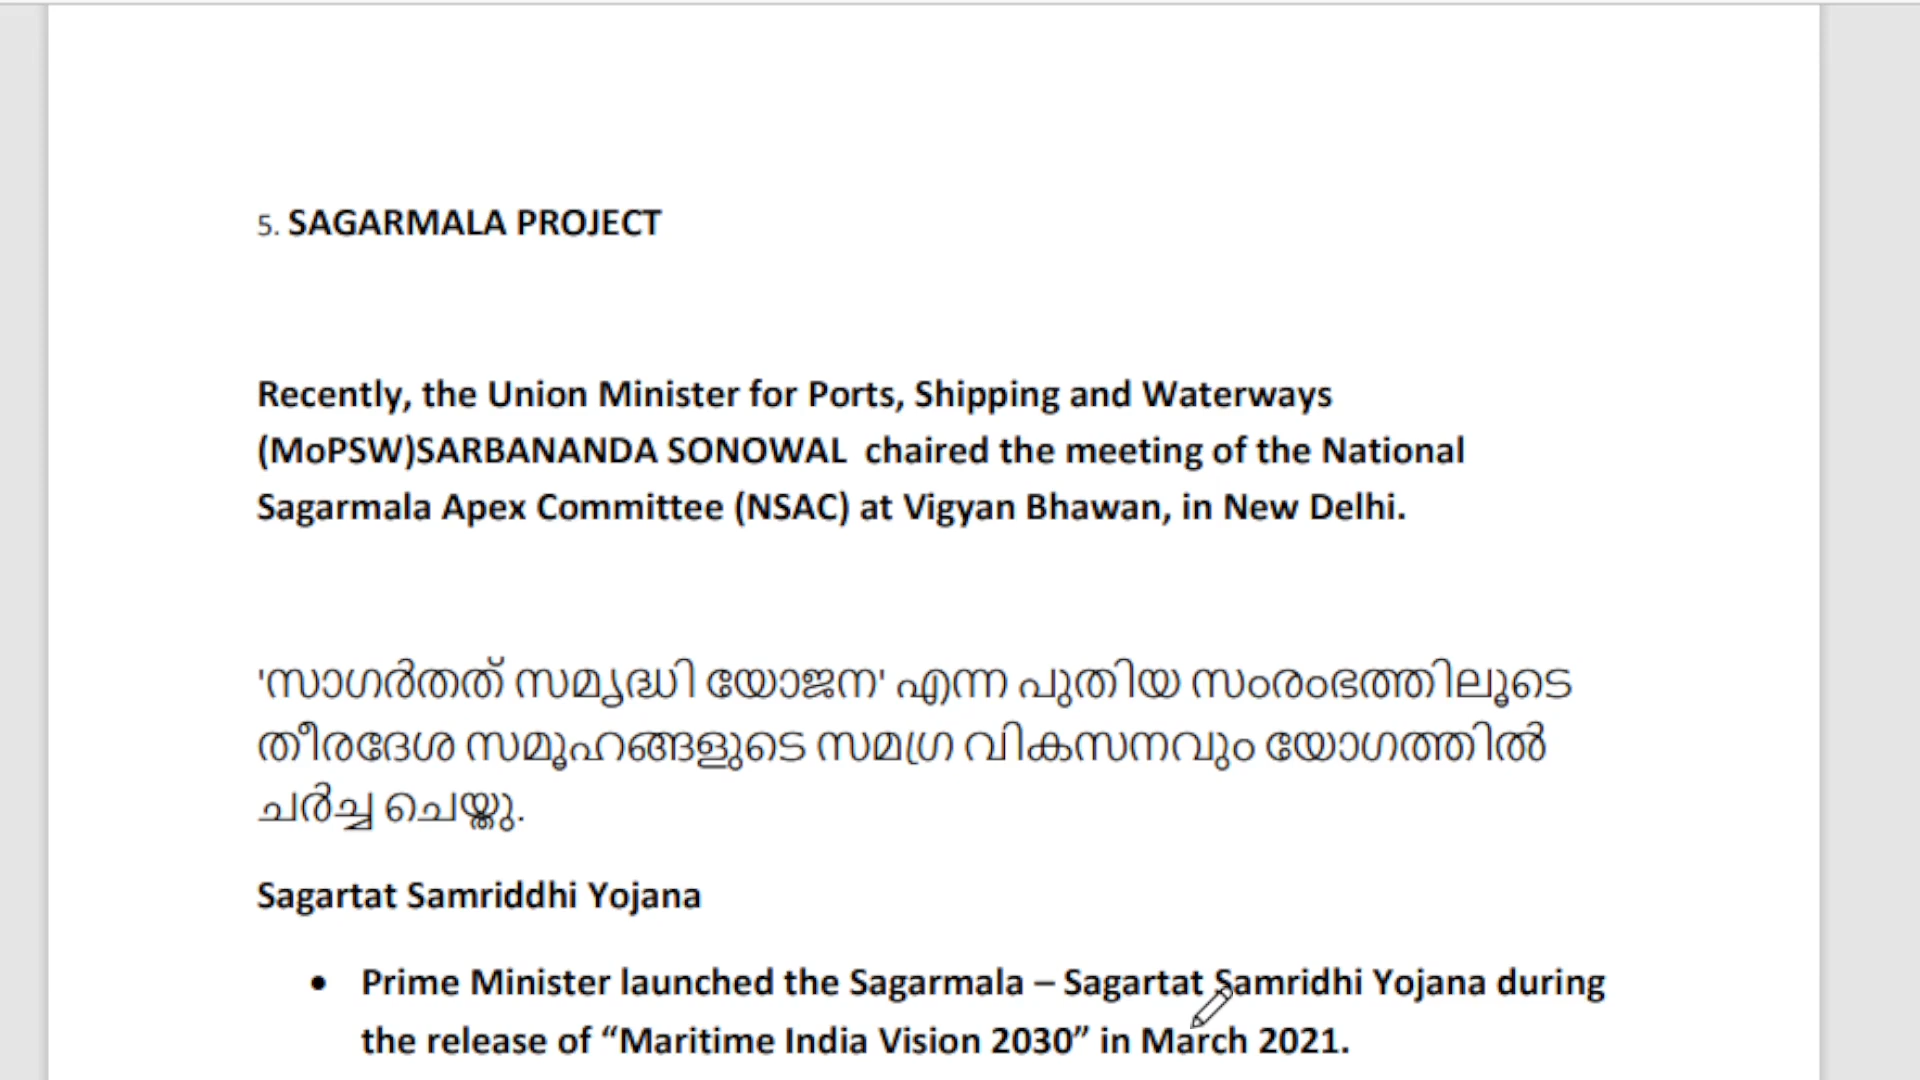 5. SAGARMALA PROJECT
Recently, the Union Minister for Ports, Shipping and Waterways
(MoPSW)SARBANANDA SONOWAL chaired the meeting of the National
Sagarmala Apex Committee (NSAC) at Vigyan Bhawan, in New Delhi.
'സാഗർതത് സമൃദ്ധി യോജന' എന്ന പുതിയ സംരംഭത്തിലൂടെ
തീരദേശ സമൂഹങ്ങളുടെ സമഗ്ര വികസനവും യോഗത്തിൽ
ചർച്ച ചെയ്തു.
Sagartat Samriddhi Yojana
• Prime Minister launched the Sagarmala – Sagartat Samridhi Yojana during
the release of “Maritime India Vision 2030” in March 2021.